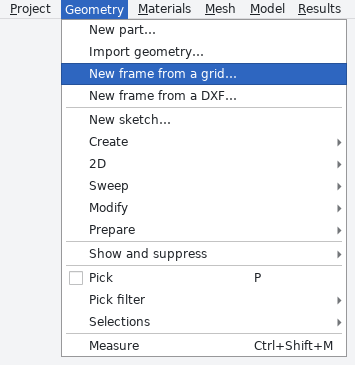 Project Geometry Materials Mesh Model Results
New part...
Import geometry...
New frame from a grid...
New frame from a DXF...
New sketch...
Create
2D
Sweep
Modify
Prepare
Show and suppress
Pick P
Pick filter
Selections
Measure Ctrl+Shift+M